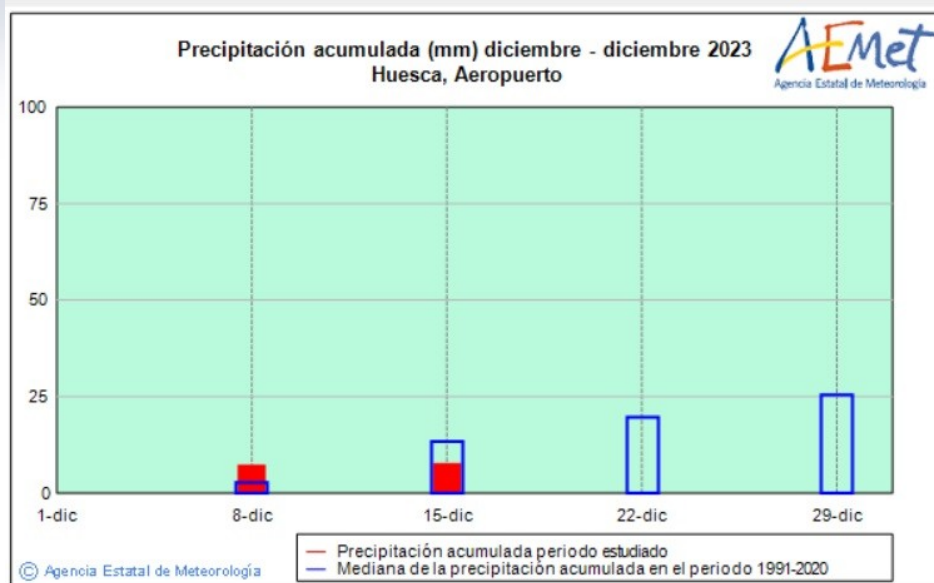 Precipitación acumulada (mm) diciembre - diciembre 2023
Huesca, Aeropuerto
AEMet
Agencia Estatal de Meteorología
100
75
50
25
0
1-dic 8-dic 15-dic 22-dic 29-dic
Precipitación acumulada periodo estudiado
Mediana de la precipitación acumulada en el periodo 1991-2020
© Agencia Estatal de Meteorología